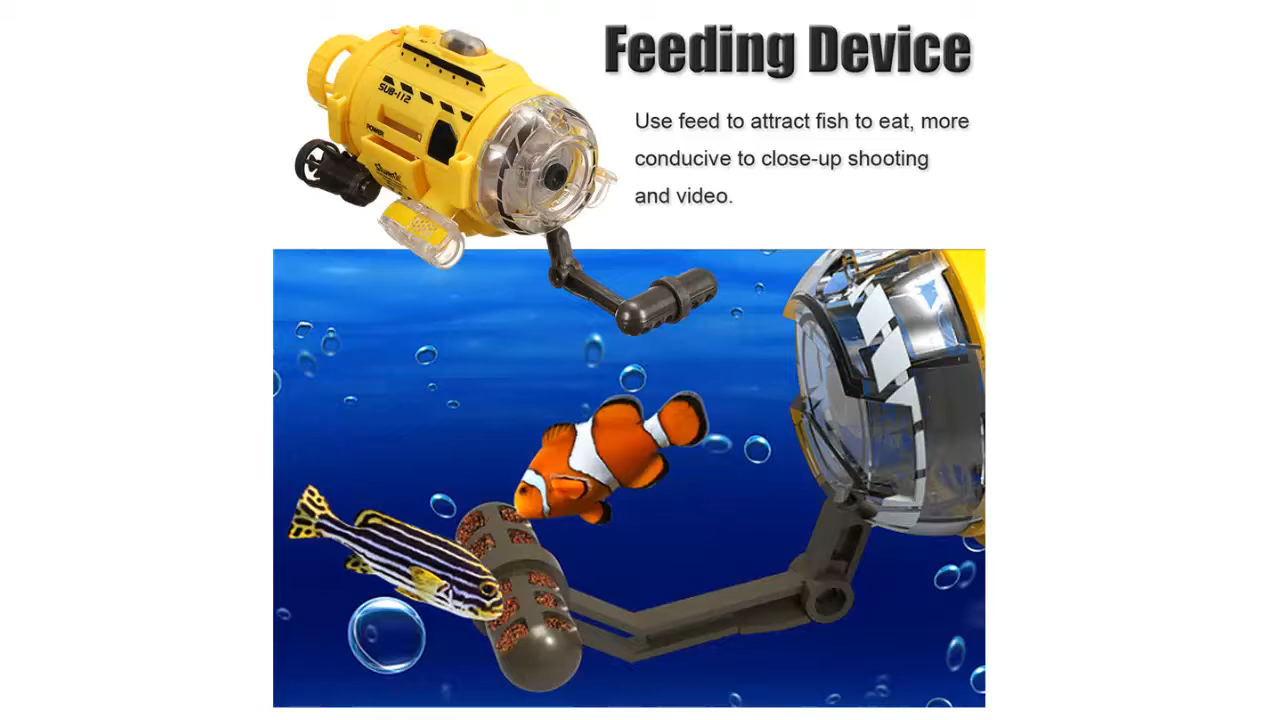 Feeding Device
Use feed to attract fish to eat, more
conducive to close-up shooting
and video.
SUB-112
POWER